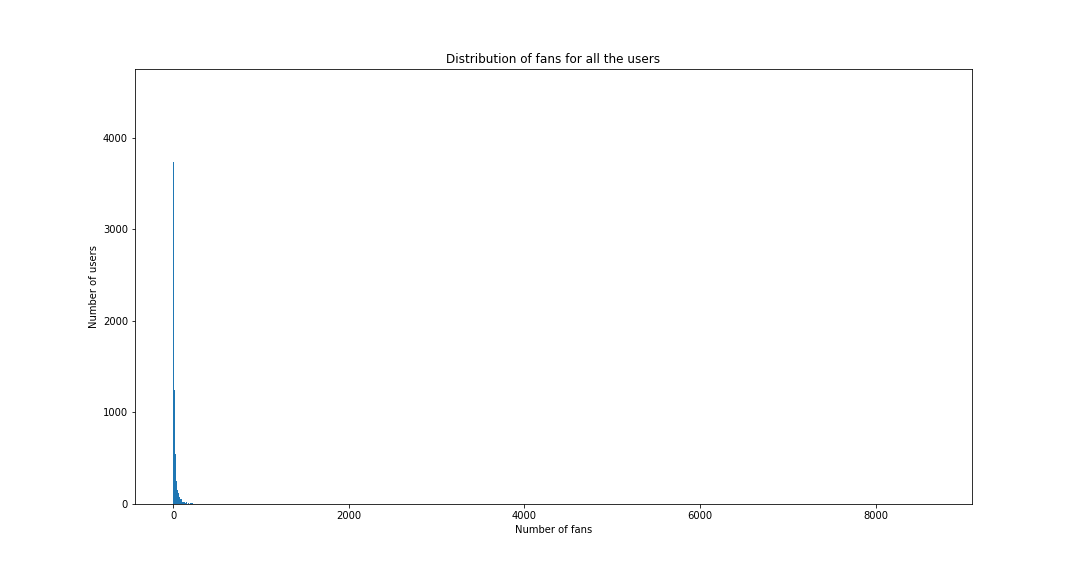 Distribution of fans for all the users
Number of users
4000
3000
2000
1000
0
0 2000 4000 6000 8000
Number of fans